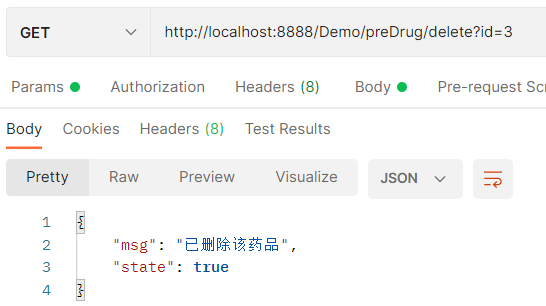 GET http://localhost:8888/Demo/preDrug/delete?id=3
Params Authorization Headers (8) Body Pre-request Scr
Body Cookies Headers (8) Test Results
Pretty Raw Preview Visualize JSON
1 {
2 "msg": "已删除该药品",
3 "state": true
4 }